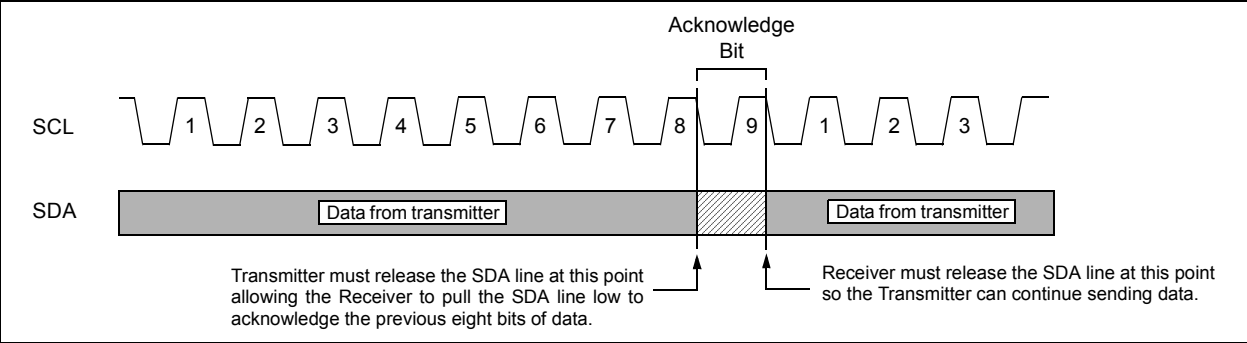 Acknowledge
Bit
SCL 1 2 3 4 5 6 7 8 9 1 2 3
SDA Data from transmitter Data from transmitter
Transmitter must release the SDA line at this point
allowing the Receiver to pull the SDA line low to
acknowledge the previous eight bits of data.
Receiver must release the SDA line at this point
so the Transmitter can continue sending data.